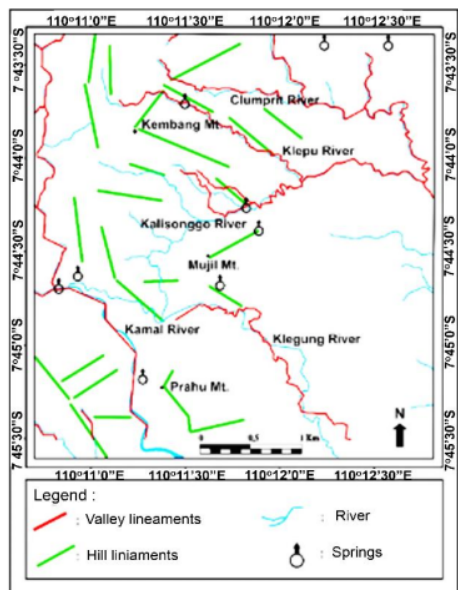 110°11'0"E 110°11'30"E 110°12'0"E 110°12'30"E
7°43'30"S 7°43'30"S
Clumprit River
Kembang Mt.
Klepu River
7°44'0"S 7°44'0"S
Kalisonggo River
7°44'30"S 7°44'30"S
Mujil Mt.
Kamal River
Klegung River
7°45'0"S 7°45'0"S
Prahu Mt.
N
0 0,5 1 Km
7°45'30"S 7°45'30"S
110°11'0"E 110°11'30"E 110°12'0"E 110°12'30"E
Legend :
: Valley lineaments : River
: Hill liniaments : Springs